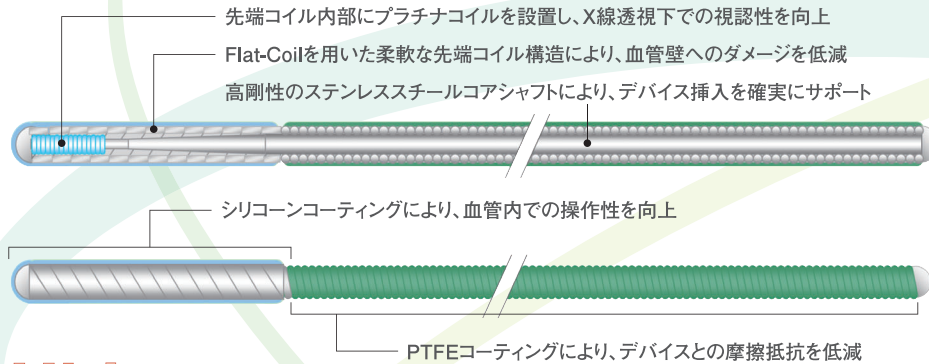 先端コイル内部にプラチナコイルを設置し、X線透視下での視認性を向上
Flat-Coilを用いた柔軟な先端コイル構造により、血管壁へのダメージを低減
高剛性のステンレススチールコアシャフトにより、デバイス挿入を確実にサポート
シリコーンコーティングにより、血管内での操作性を向上
PTFEコーティングにより、デバイスとの摩擦抵抗を低減